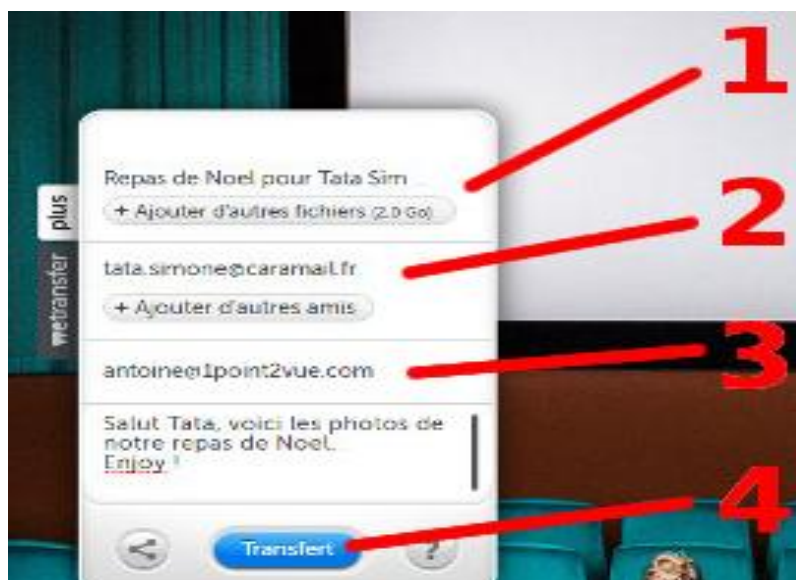 1
Repas de Noel pour Tata Sim
+ Ajouter d'autres fichiers (2.0 Go)
2
tata.simone@caramail.fr
+ Ajouter d'autres amis
wetransfer plus
3
antoine@1point2vue.com
Salut Tata, voici les photos de
notre repas de Noel.
Enjoy !
4
Transfert
?